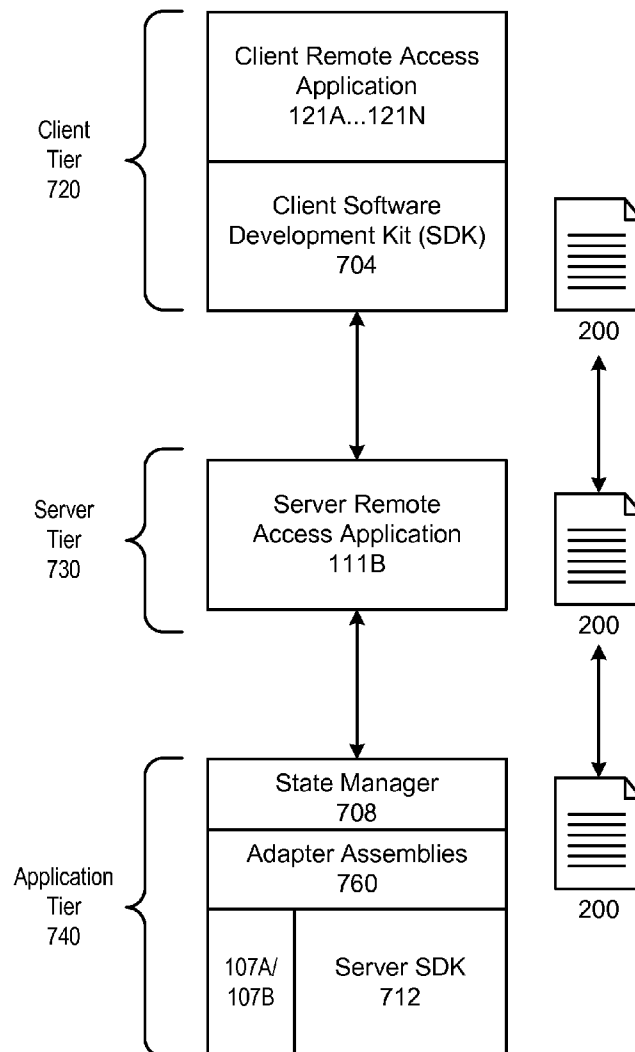 Client Remote Access
Application
121A...121N
Client
Tier
720
Client Software
Development Kit (SDK)
704
200
Server Remote
Access Application
111B
Server
Tier
730
200
State Manager
708
Adapter Assemblies
760
Application
Tier
740
200
107A/
107B
Server SDK
712